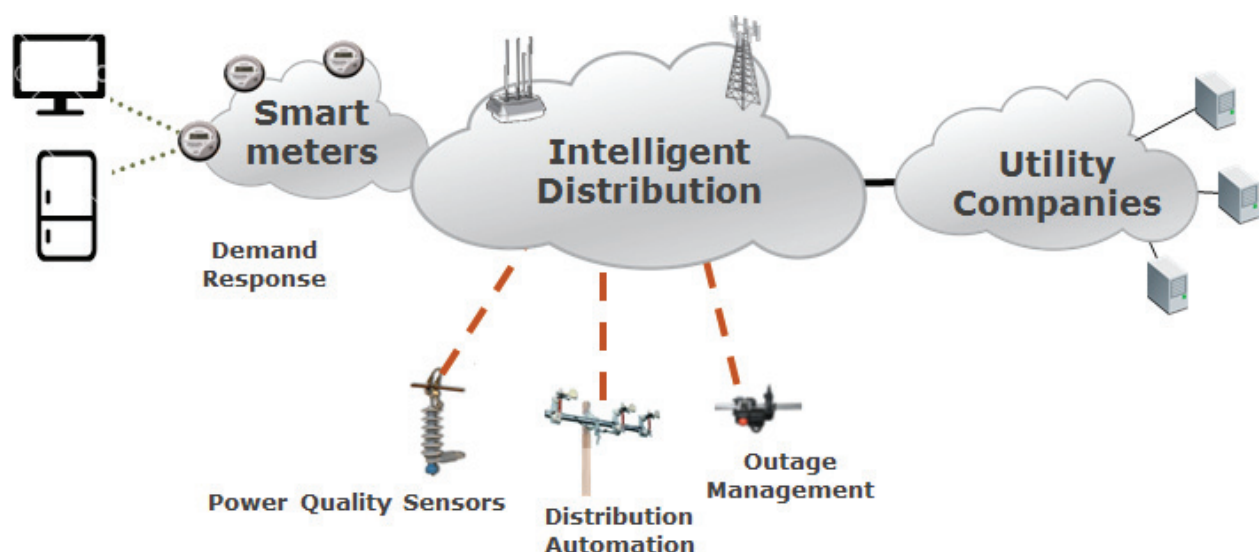 Smart
meters
Intelligent
Distribution
Utility
Companies
Demand
Response
Power Quality Sensors
Distribution
Automation
Outage
Management